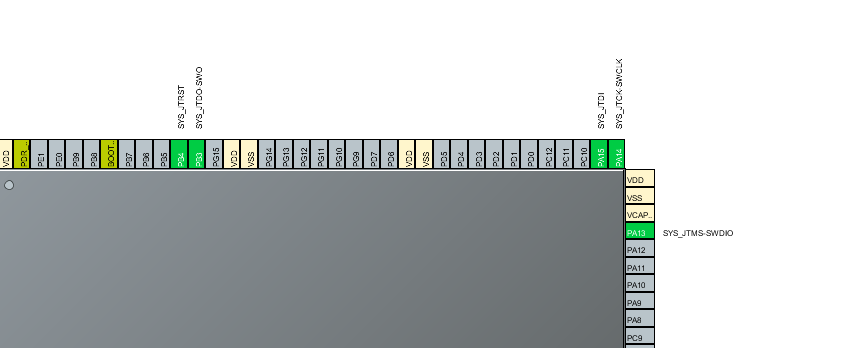 SYS_JTRST
SYS_JTDO-SWO
SYS_JTDI
SYS_JTCK-SWCLK
VDD
PDR_
PE1
PE0
PB9
PB8
BOOT..
PB7
PB6
PB5
PB4
PB3
PG15
VDD
VSS
PG14
PG13
PG12
PG11
PG10
PG9
PD7
PD6
VDD
VSS
PD5
PD4
PD3
PD2
PD1
PD0
PC12
PC11
PC10
PA15
PA14
VDD
VSS
VCAP..
PA13 SYS_JTMS-SWDIO
PA12
PA11
PA10
PA9
PA8
PC9